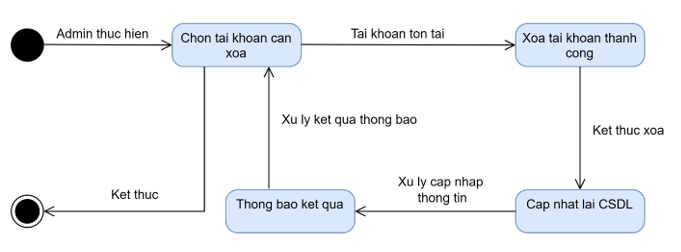 Admin thuc hien
Chon tai khoan can
xoa
Tai khoan ton tai
Xoa tai khoan thanh
cong
Xu ly ket qua thong bao
Ket thuc xoa
Ket thuc
Thong bao ket qua
Xu ly cap nhap
thong tin
Cap nhat lai CSDL